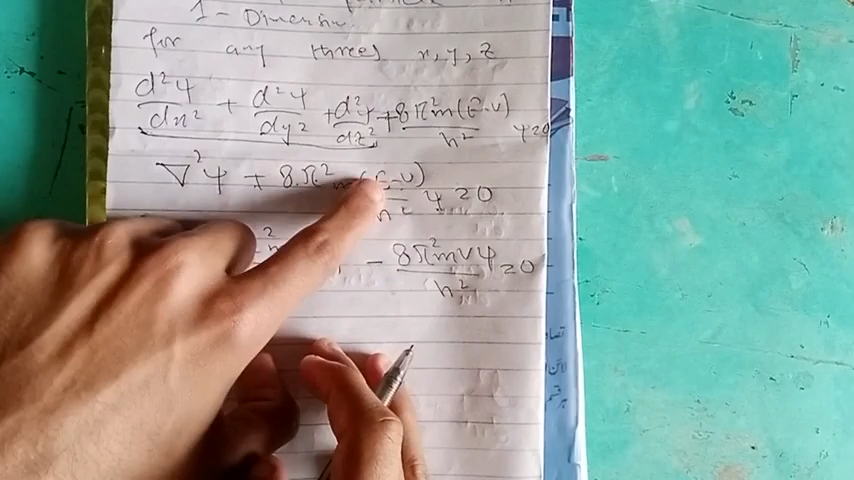 1 - Dimension.
for any threes x, y, z
d²ψ/dx² + d²ψ/dy² + d²ψ/dz² + 8π²m(E-V)/h² ψ=0
∇²ψ + 8π²m(E-V)/h² ψ=0
- 8π²mVψ/h² =0